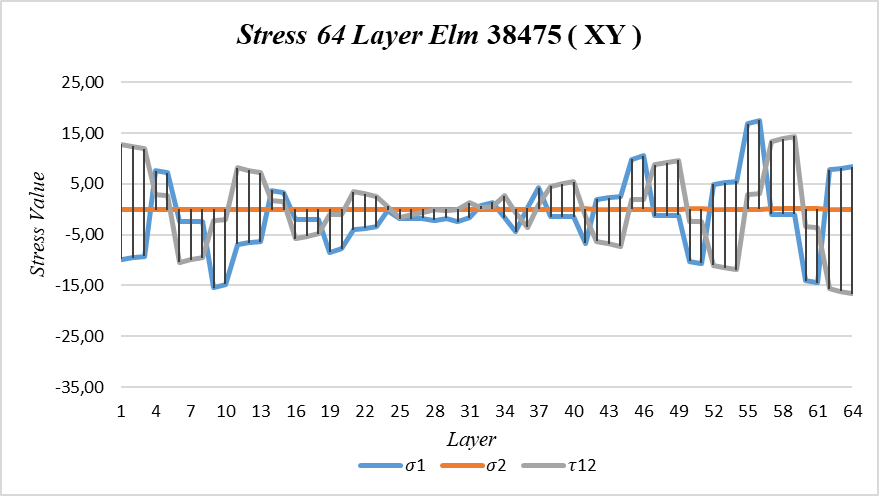 Stress 64 Layer Elm 38475 ( XY )
25,00
15,00
5,00
-5,00
-15,00
-25,00
-35,00
Stress Value
1 4 7 10 13 16 19 22 25 28 31 34 37 40 43 46 49 52 55 58 61 64
Layer
σ1 σ2 τ12